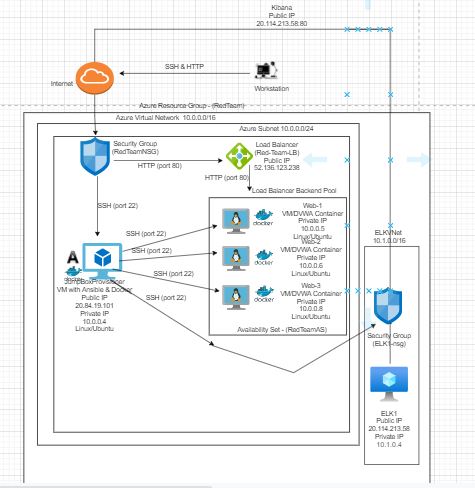 Kibana
Public IP
20.114.213.58:80
SSH & HTTP
Internet
Workstation
Azure Resource Group - (RedTeam)
Azure Virtual Network 10.0.0.0/16
Azure Subnet 10.0.0.0/24
Security Group
(RedTeamNSG)
HTTP (port 80)
Load Balancer
(Red-Team-LB)
Public IP
52.136.123.238
HTTP (port 80)
Load Balancer Backend Pool
SSH (port 22)
Web-1
VM/DVWA Container
Private IP
10.0.0.5
Linux/Ubuntu
docker
SSH (port 22)
Web-2
VM/DVWA Container
Private IP
10.0.0.6
Linux/Ubuntu
docker
SSH (port 22)
SSH (port 22)
Web-3
VM/DVWA Container
Private IP
10.0.0.8
Linux/Ubuntu
docker
SSH (port 22)
Availability Set - (RedTeamAS)
A
docker
JumpBoxProvisioner
VM with Ansible & Docker
Public IP
20.84.19.101
Private IP
10.0.0.4
Linux/Ubuntu
ELKVNet
10.1.0.0/16
Security Group
(ELK1-nsg)
ELK1
Public IP
20.114.213.58
Private IP
10.1.0.4